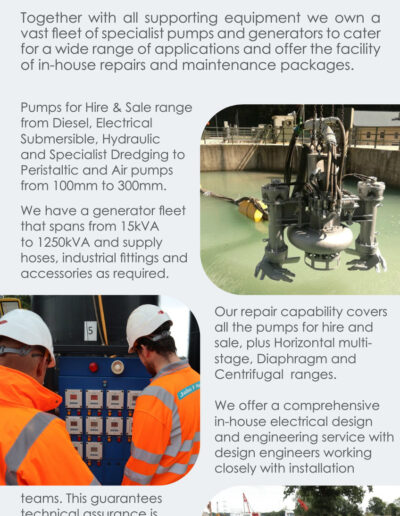 Together with all supporting equipment we own a
vast fleet of specialist pumps and generators to cater
for a wide range of applications and offer the facility
of in-house repairs and maintenance packages.
Pumps for Hire & Sale range
from Diesel, Electrical
Submersible, Hydraulic
and Specialist Dredging to
Peristaltic and Air pumps
from 100mm to 300mm.
We have a generator fleet
that spans from 15kVA
to 1250kVA and supply
hoses, industrial fittings and
accessories as required.
5
Our repair capability covers
all the pumps for hire and
sale, plus Horizontal multi-
stage, Diaphragm and
Centrifugal ranges.
We offer a comprehensive
in-house electrical design
and engineering service with
design engineers working
closely with installation
teams. This guarantees
technical assurance is